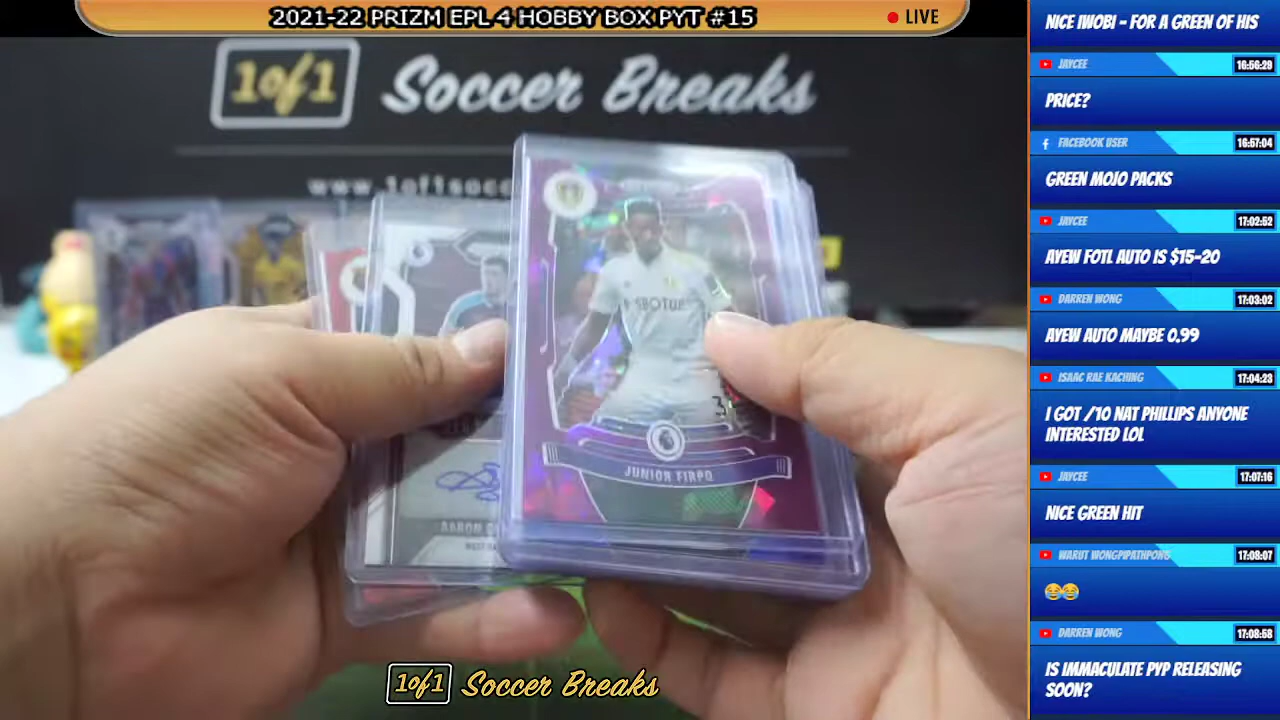 2021-22 PRIZM EPL 4 HOBBY BOX PYT #15
LIVE
1of1 Soccer Breaks
www.1of1socc
SBOTOP
JUNIOR FIRPO
AARON
1of1 Soccer Breaks
NICE IWOBI - FOR A GREEN OF HIS
JAYCEE 16:56:29
PRICE?
FACEBOOK USER 16:57:04
GREEN MOJO PACKS
JAYCEE 17:02:52
AYEW FOTL AUTO IS $15-20
DARREN WONG 17:03:02
AYEW AUTO MAYBE 0.99
ISAAC RAE KACHING 17:04:23
I GOT /10 NAT PHILLIPS ANYONE
INTERESTED LOL
JAYCEE 17:07:16
NICE GREEN HIT
WARUT WONGPIPATHPONG 17:08:07
😂😂
DARREN WONG 17:08:58
IS IMMACULATE PYP RELEASING
SOON?